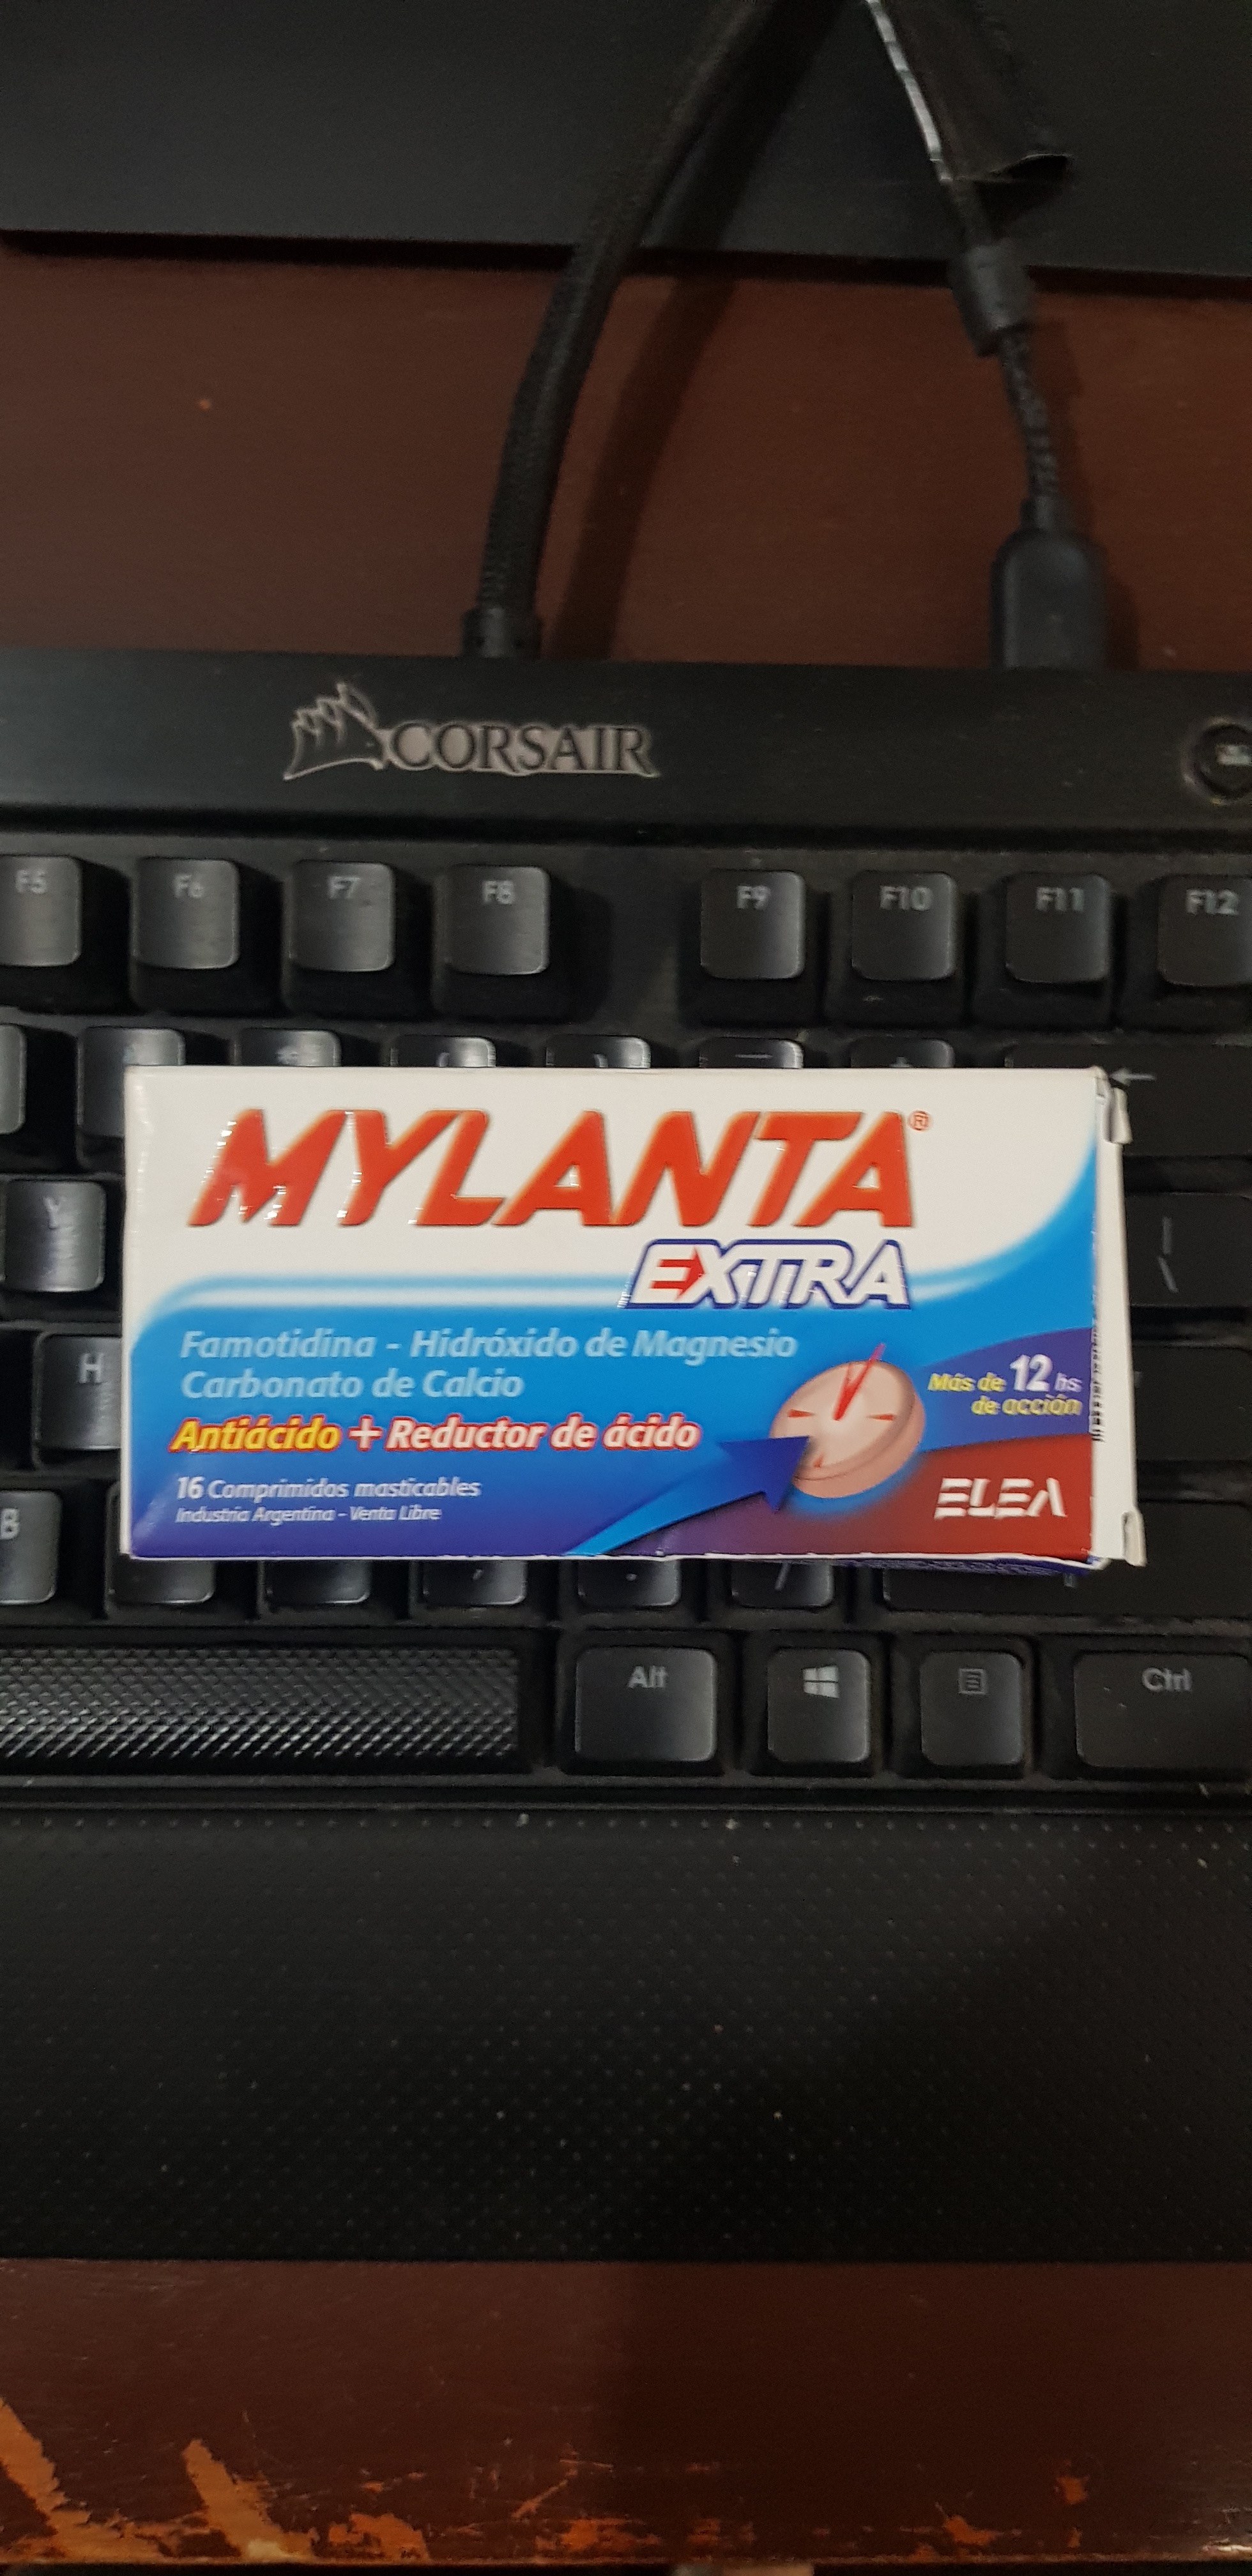 MYLANTA®
EXTRA
Famotidina - Hidróxido de Magnesio
Carbonato de Calcio
Antiácido + Reductor de ácido
16 Comprimidos masticables
Industria Argentina - Venta Libre
Más de 12 hs
de acción
ELEA
CORSAIR
F5
F6
F7
F8
F9
F10
F11
F12
Y
H
B
Alt
Ctrl